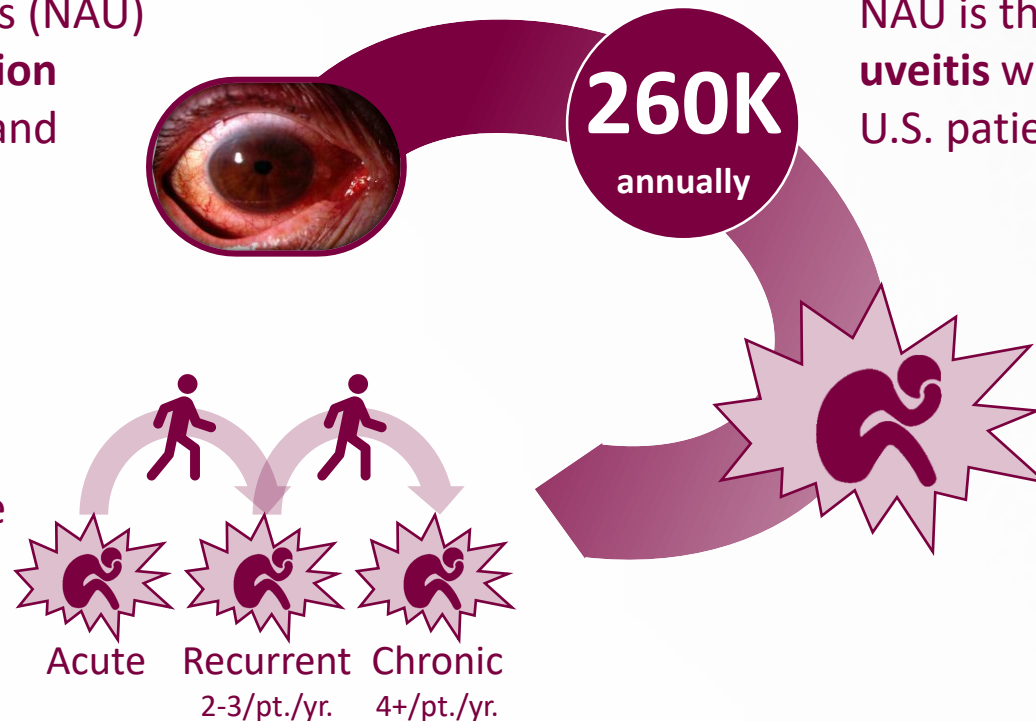 s (NAU)
ion
and
260K
annually
NAU is th
uveitis w
U.S. patie
e
Acute Recurrent Chronic
2-3/pt./yr. 4+/pt./yr.